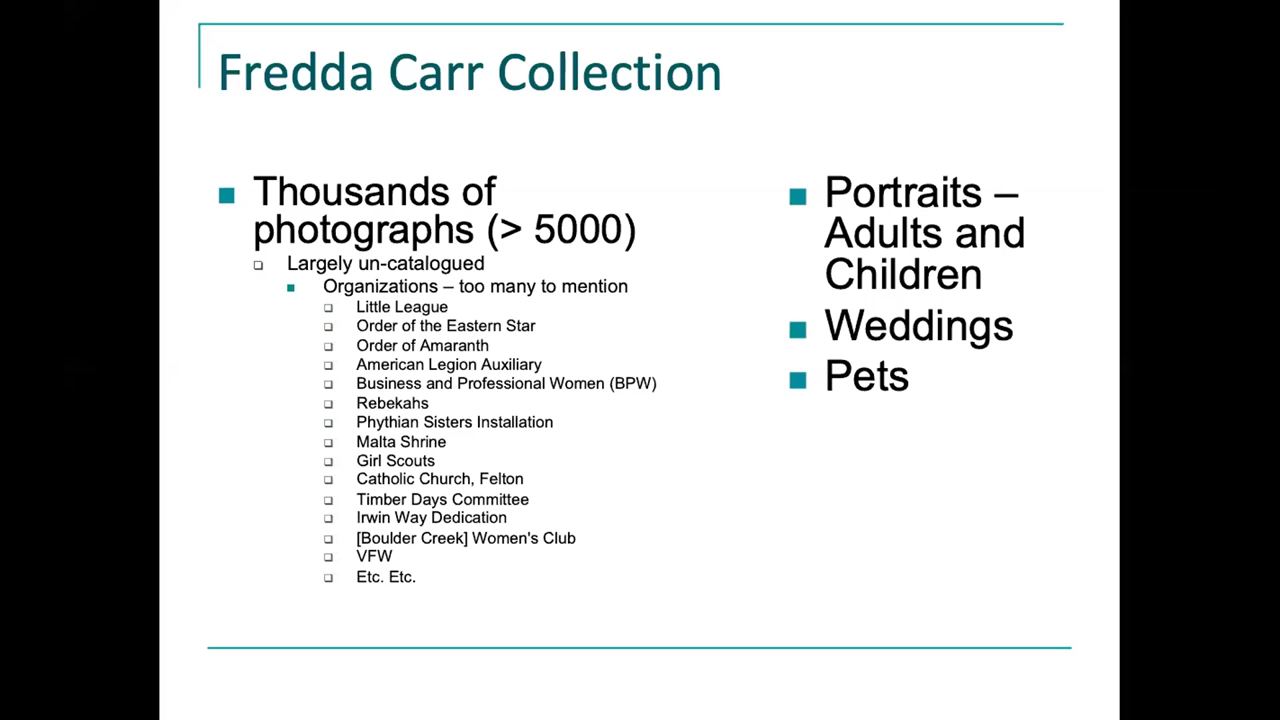 Fredda Carr Collection
Thousands of
photographs (> 5000)
Largely un-catalogued
Organizations – too many to mention
Little League
Order of the Eastern Star
Order of Amaranth
American Legion Auxiliary
Business and Professional Women (BPW)
Rebekahs
Phythian Sisters Installation
Malta Shrine
Girl Scouts
Catholic Church, Felton
Timber Days Committee
Irwin Way Dedication
[Boulder Creek] Women's Club
VFW
Etc. Etc.
Portraits –
Adults and
Children
Weddings
Pets